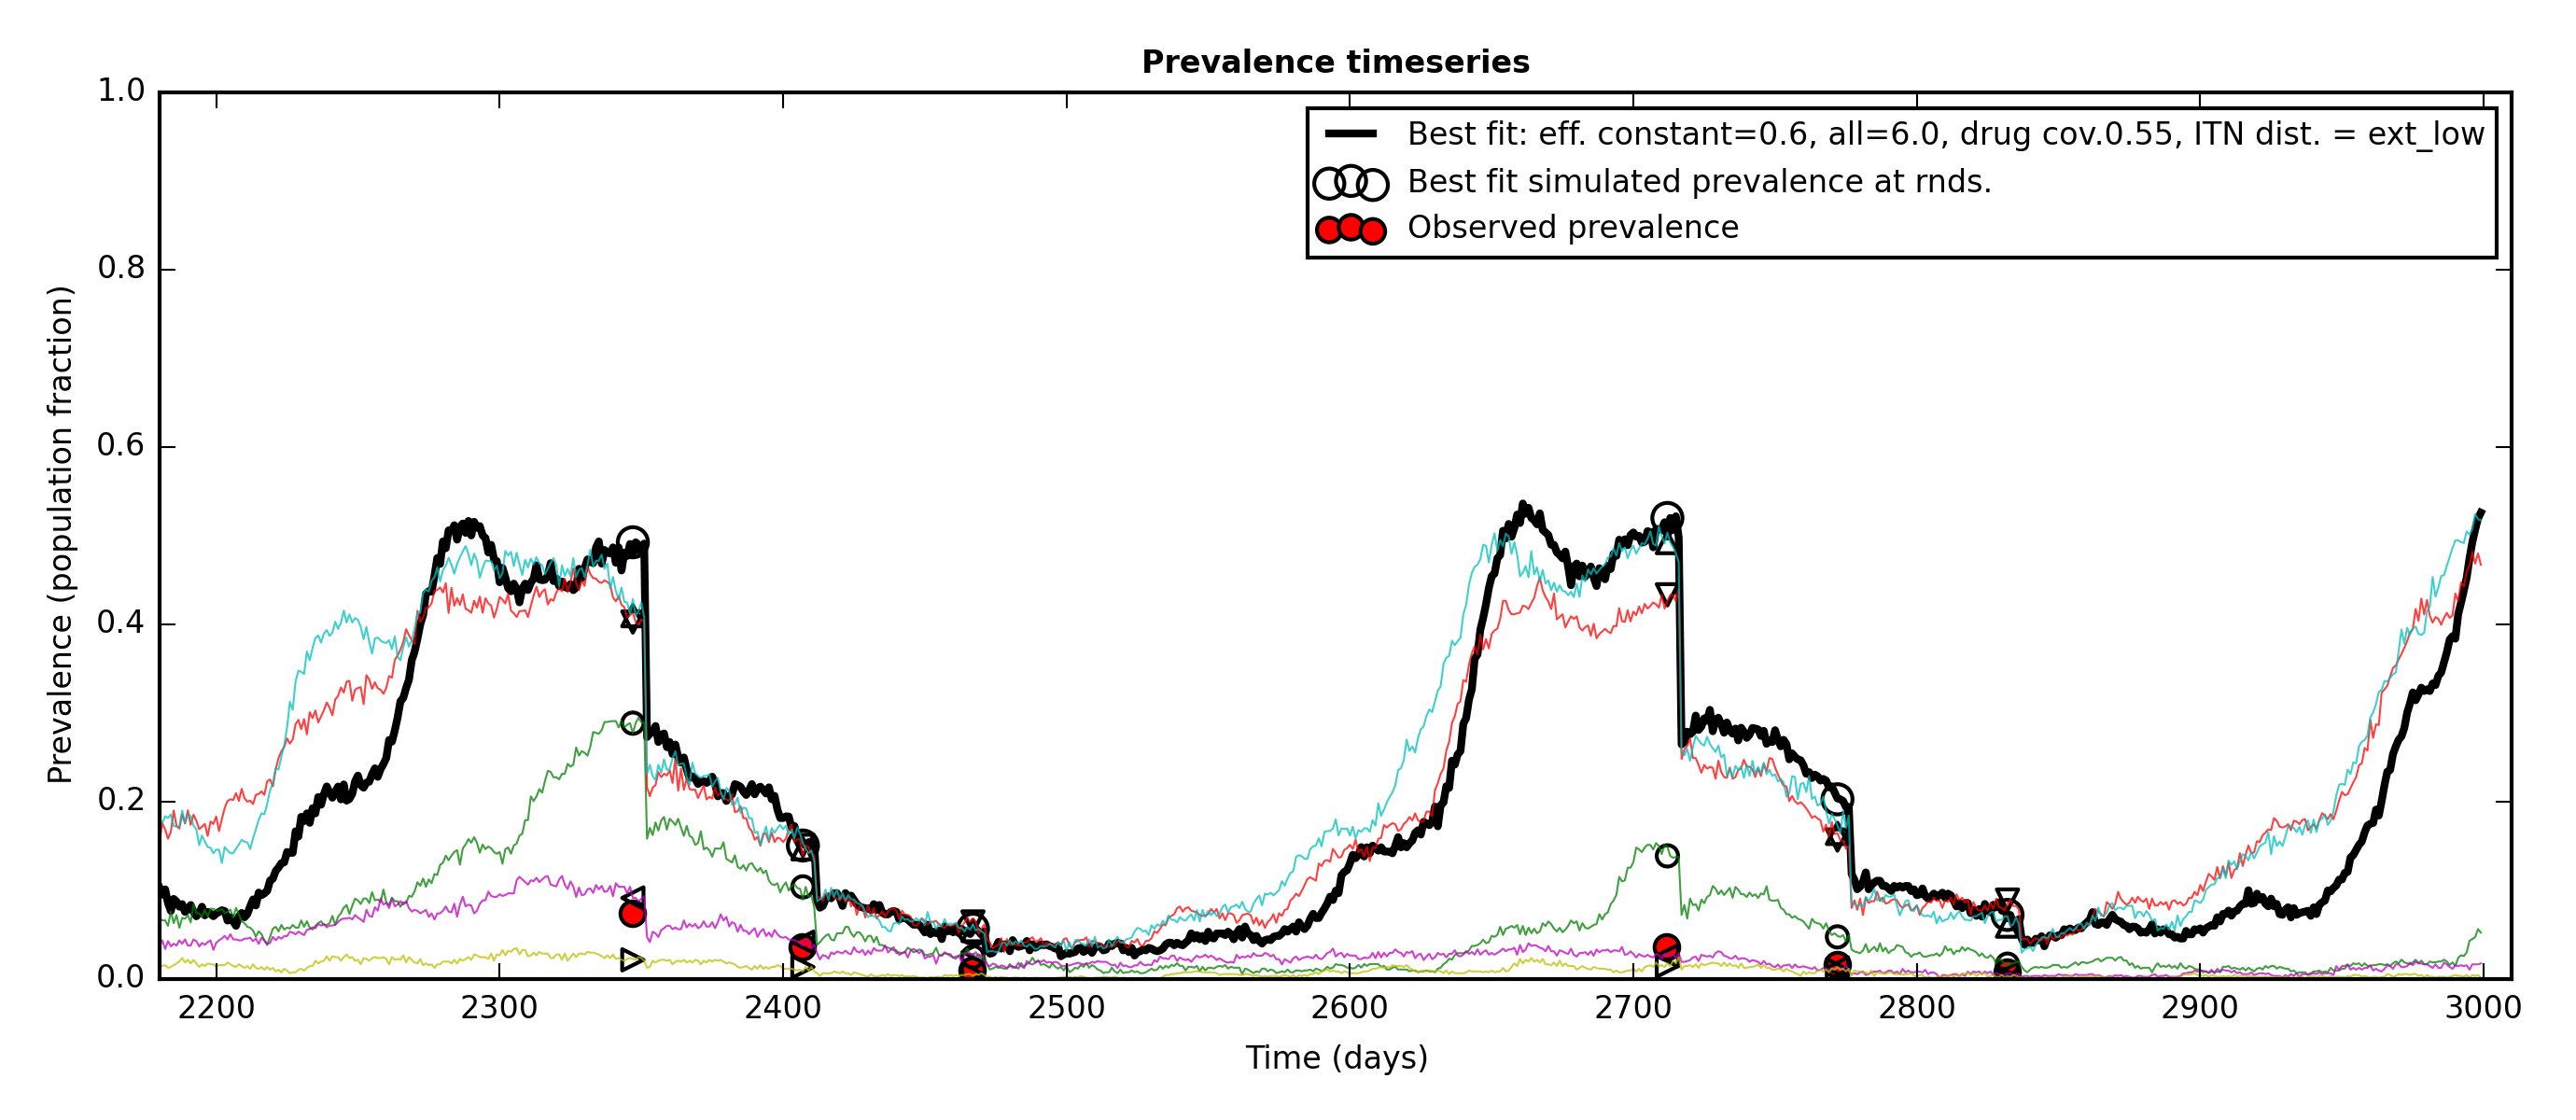 Prevalence timeseries
1.0
0.8
0.6
0.4
0.2
0.0
Prevalence (population fraction)
Best fit: eff. constant=0.6, all=6.0, drug cov.0.55, ITN dist. = ext_low
Best fit simulated prevalence at rnds.
Observed prevalence
2200 2300 2400 2500 2600 2700 2800 2900 3000
Time (days)